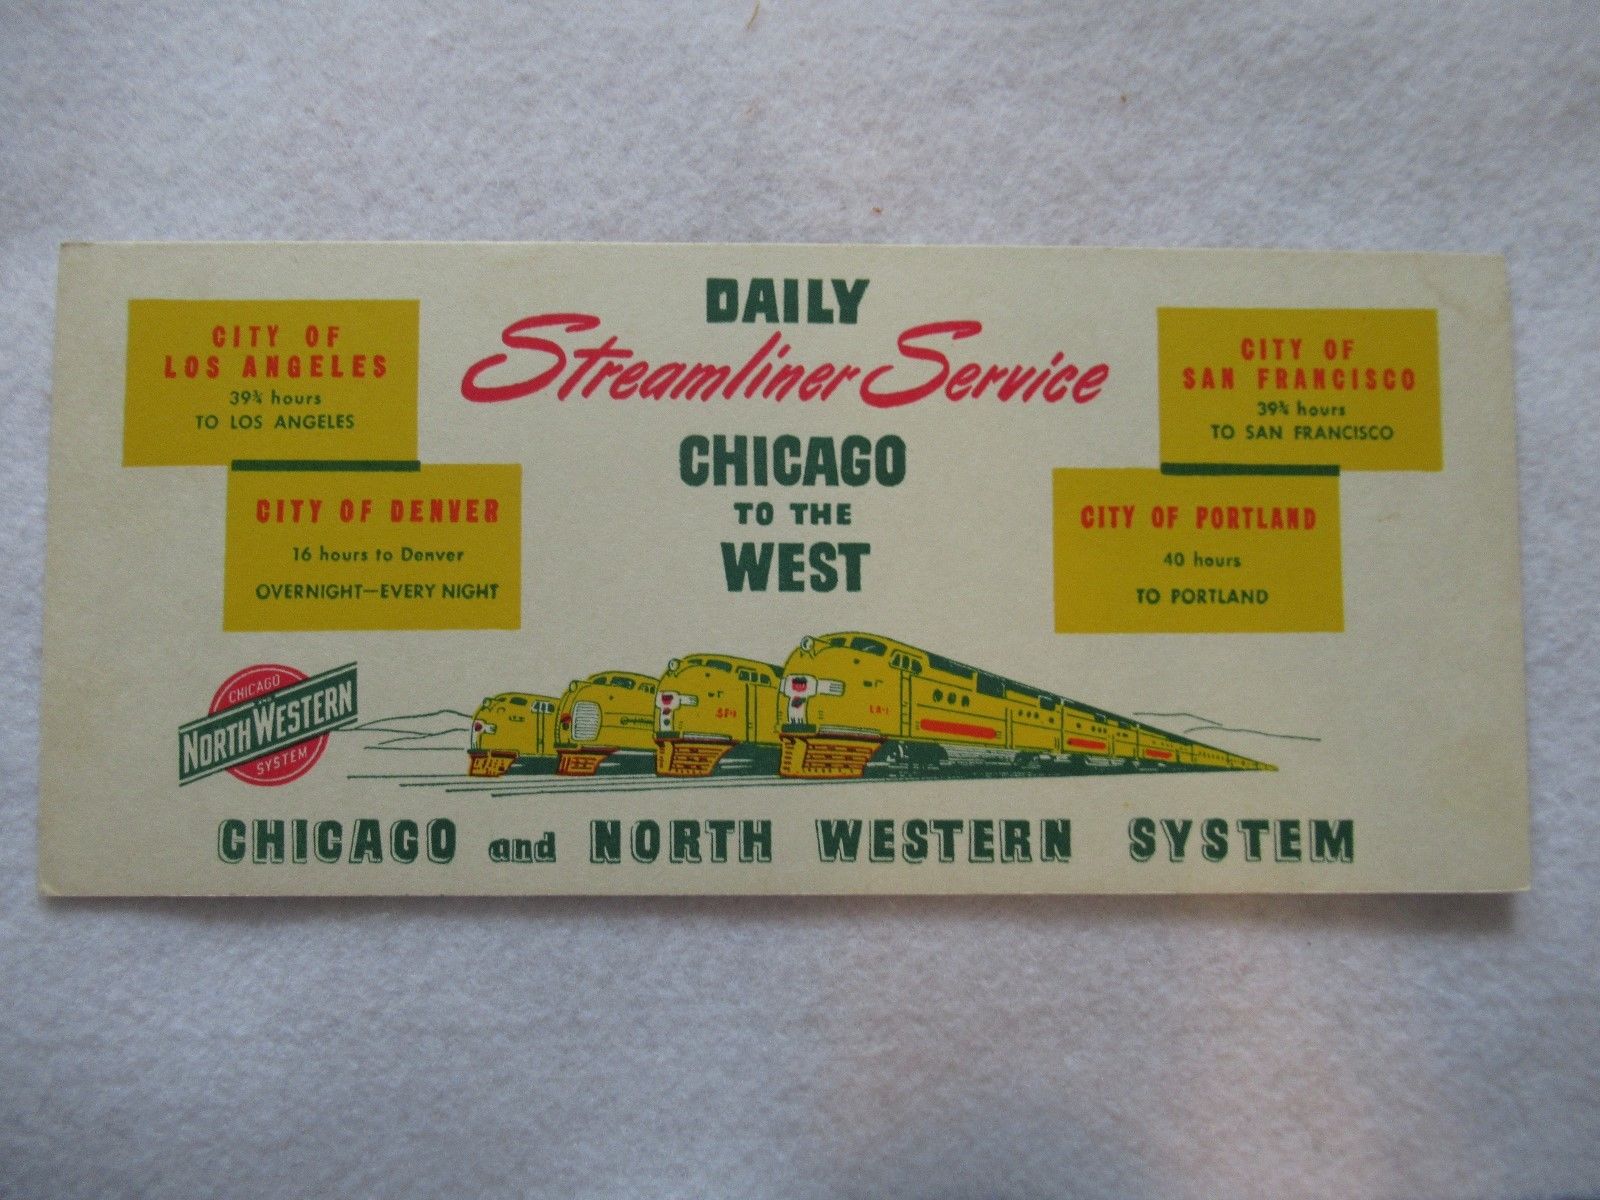 DAILY
Streamliner Service
CHICAGO
TO THE
WEST
CITY OF
LOS ANGELES
39¾ hours
TO LOS ANGELES
CITY OF DENVER
16 hours to Denver
OVERNIGHT—EVERY NIGHT
CITY OF
SAN FRANCISCO
39¾ hours
TO SAN FRANCISCO
CITY OF PORTLAND
40 hours
TO PORTLAND
CHICAGO
AND
NORTH WESTERN
SYSTEM
CHICAGO and NORTH WESTERN SYSTEM